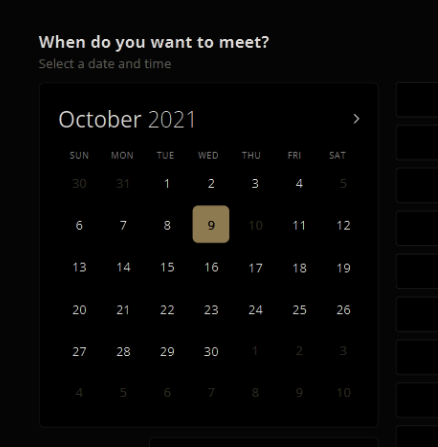 When do you want to meet?
Select a date and time
October 2021
SUN MON TUE WED THU FRI SAT
30 31 1 2 3 4 5
6 7 8 9 10 11 12
13 14 15 16 17 18 19
20 21 22 23 24 25 26
27 28 29 30 1 2 3
4 5 6 7 8 9 10